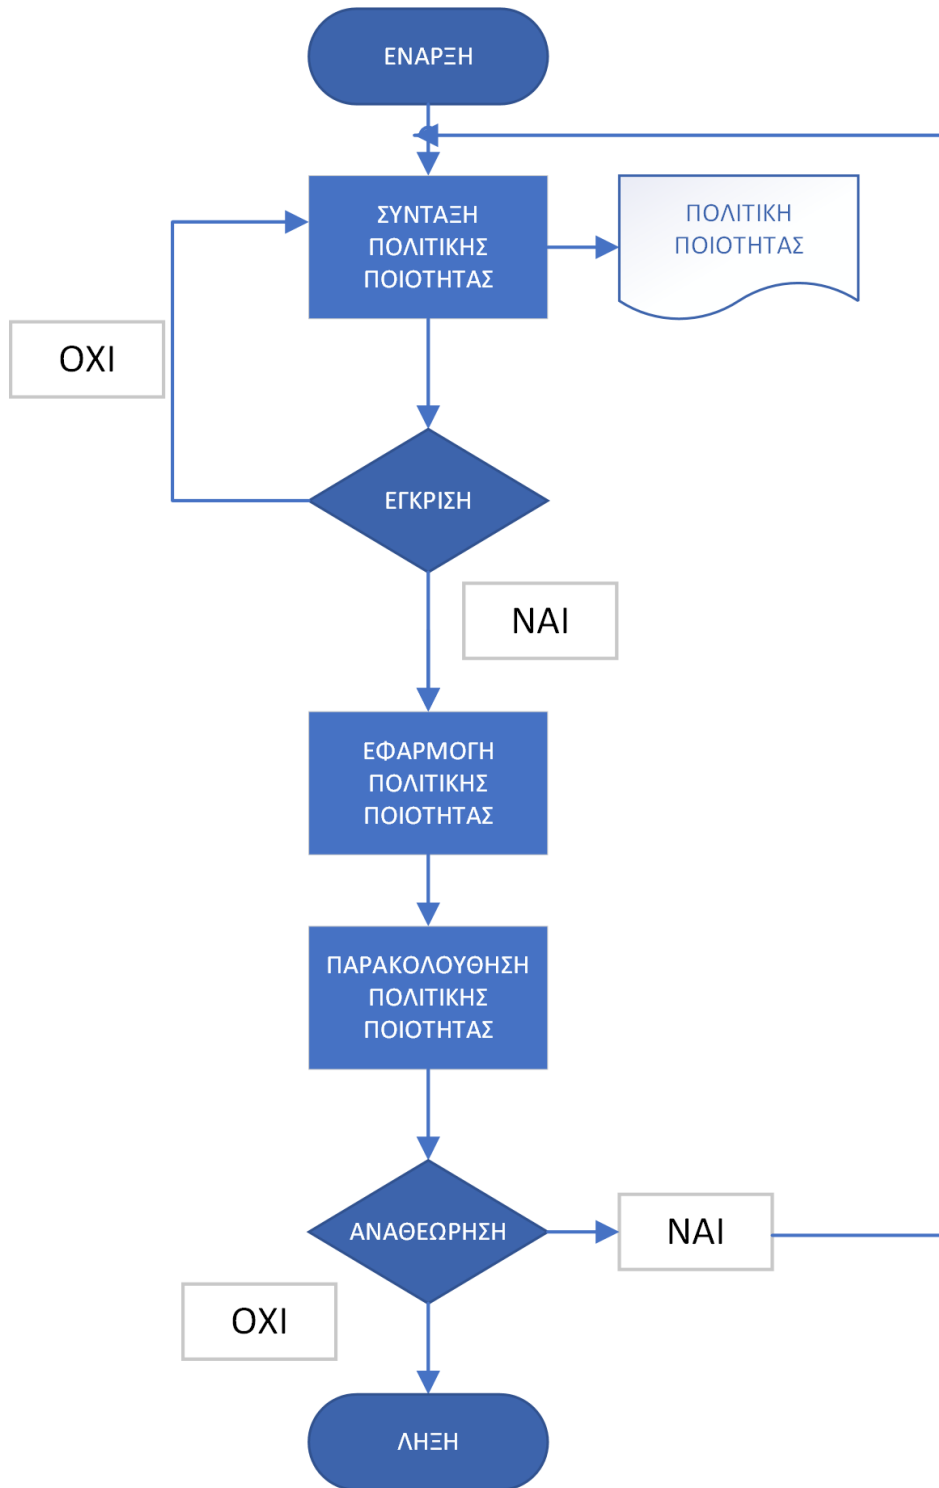 ΕΝΑΡΞΗ
ΣΥΝΤΑΞΗ
ΠΟΛΙΤΙΚΗΣ
ΠΟΙΟΤΗΤΑΣ
ΠΟΛΙΤΙΚΗ
ΠΟΙΟΤΗΤΑΣ
ΟΧΙ
ΕΓΚΡΙΣΗ
ΝΑΙ
ΕΦΑΡΜΟΓΗ
ΠΟΛΙΤΙΚΗΣ
ΠΟΙΟΤΗΤΑΣ
ΠΑΡΑΚΟΛΟΥΘΗΣΗ
ΠΟΛΙΤΙΚΗΣ
ΠΟΙΟΤΗΤΑΣ
ΑΝΑΘΕΩΡΗΣΗ
ΝΑΙ
ΟΧΙ
ΛΗΞΗ